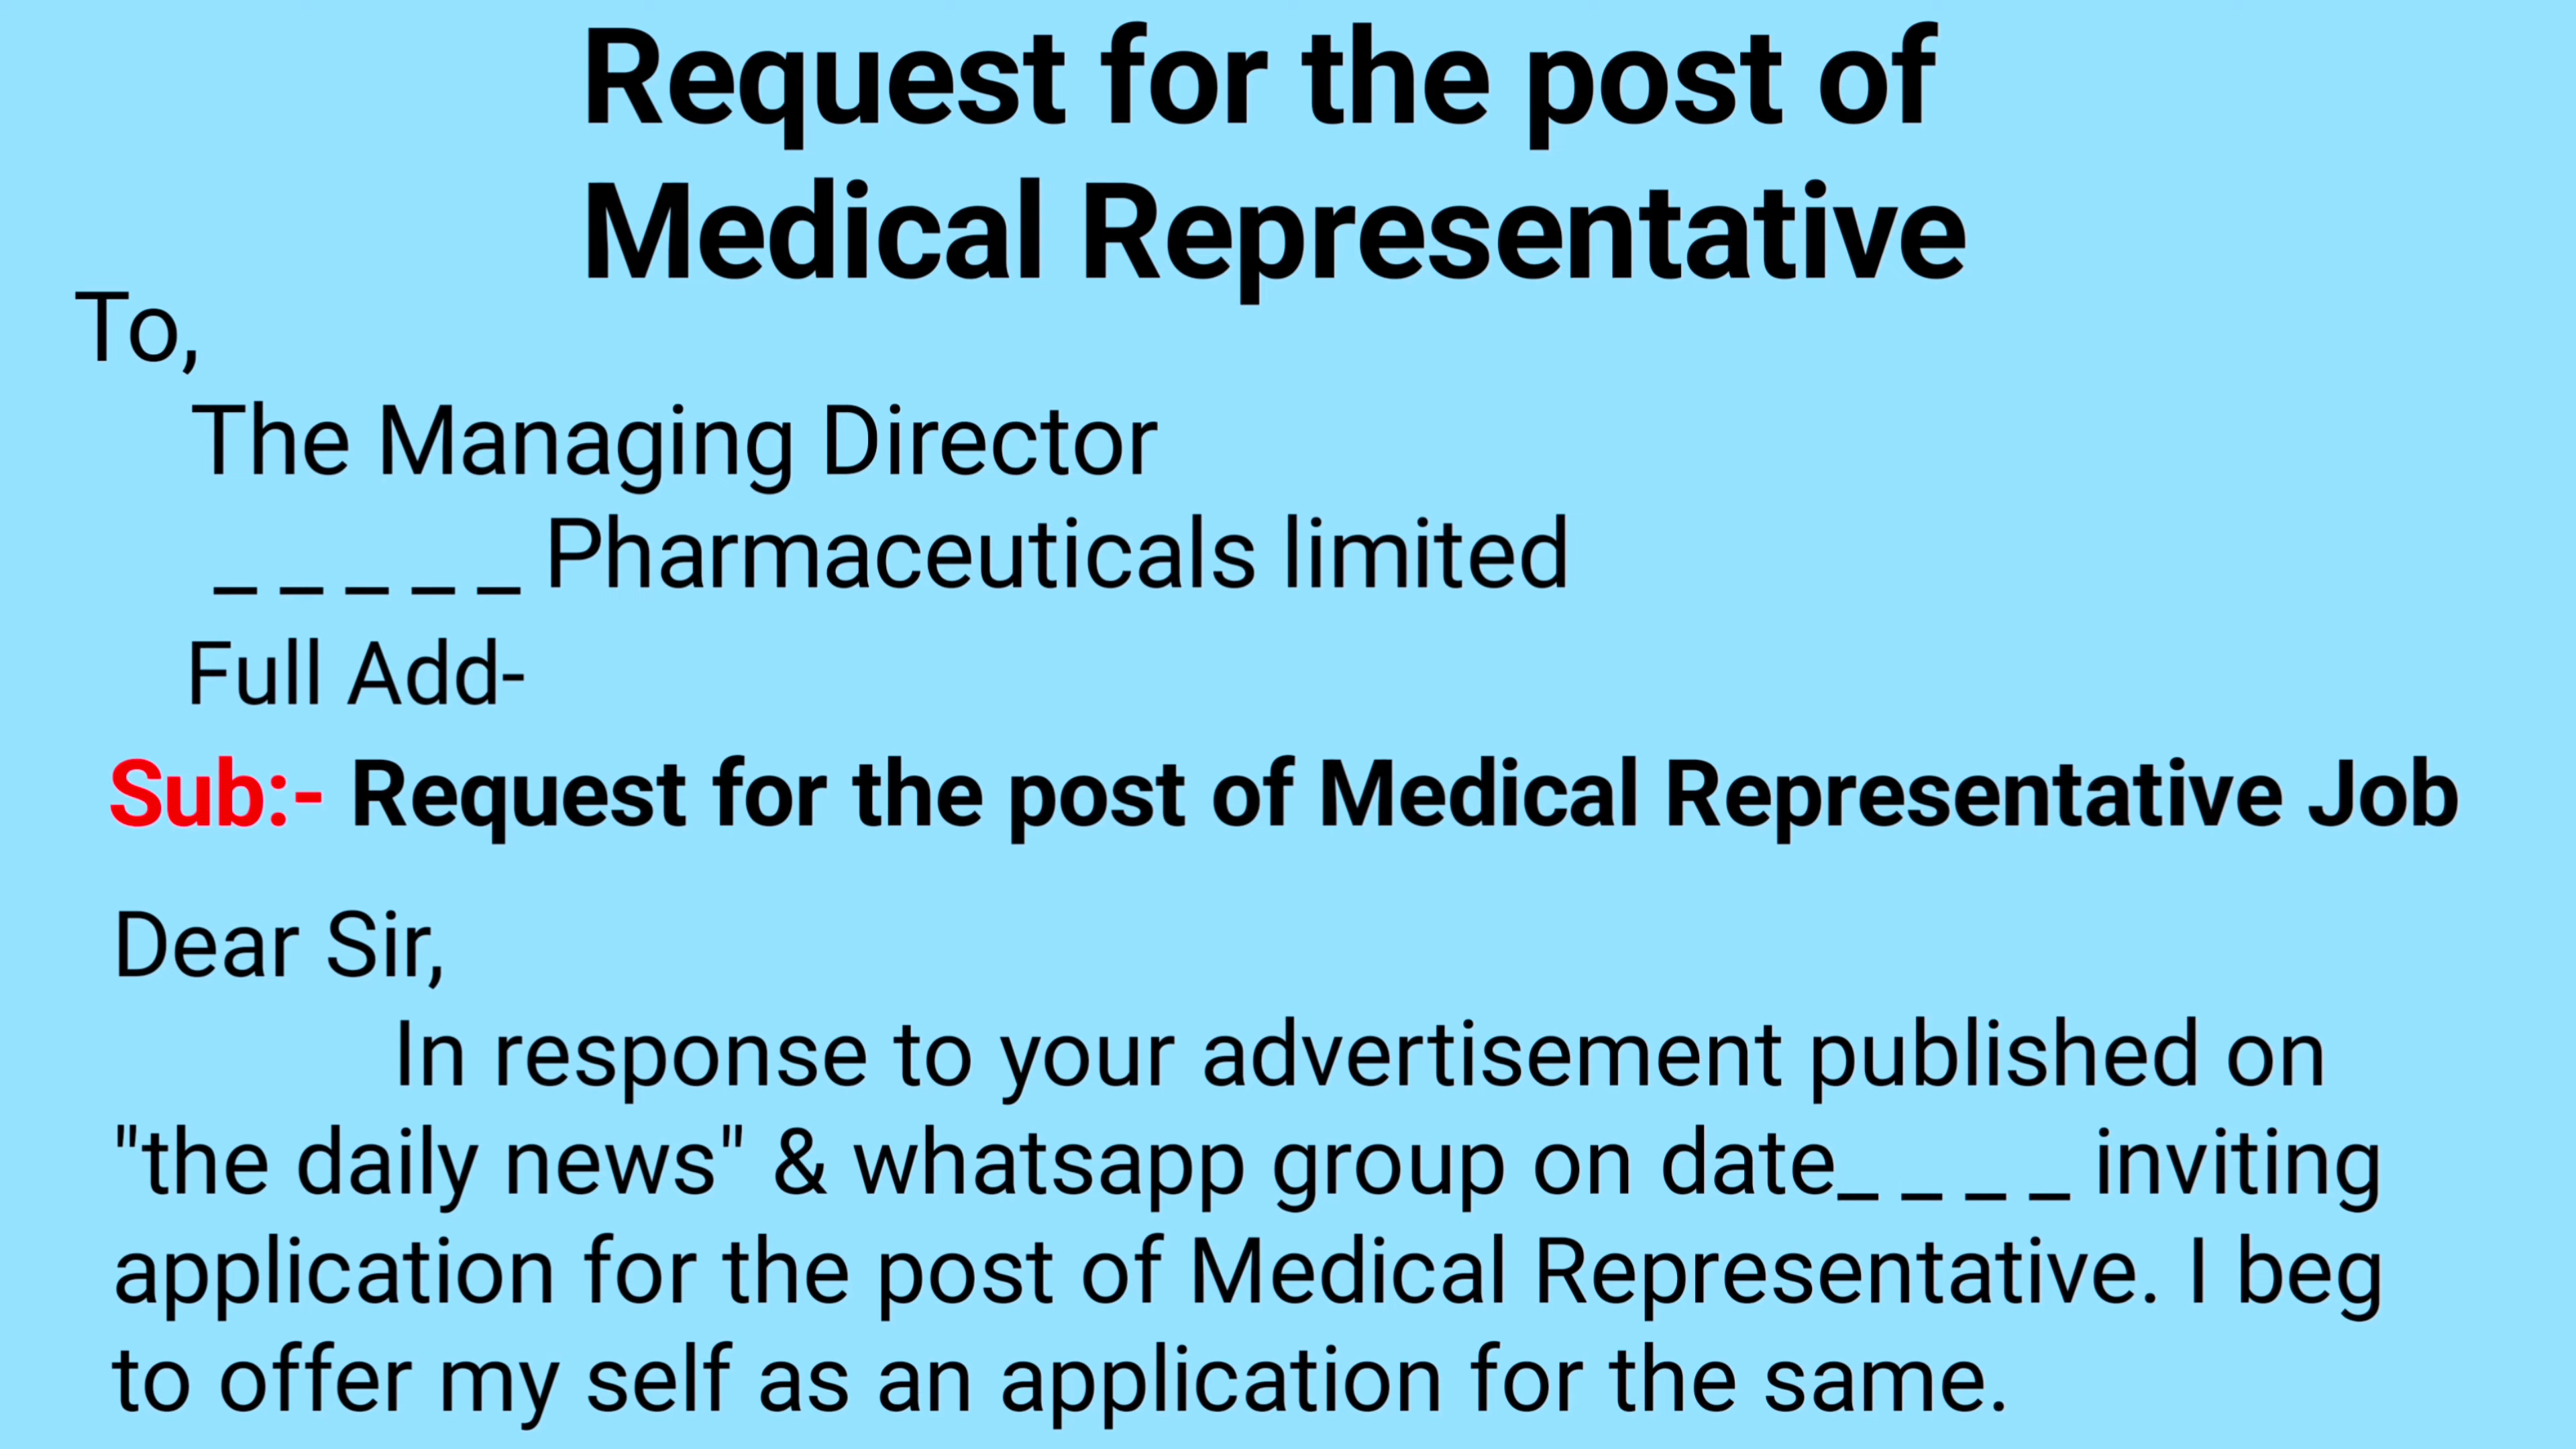 Request for the post of
Medical Representative
To,
The Managing Director
_ _ _ _ _ Pharmaceuticals limited
Full Add-
Sub:- Request for the post of Medical Representative Job
Dear Sir,
In response to your advertisement published on
"the daily news" & whatsapp group on date_ _ _ _ inviting
application for the post of Medical Representative. I beg
to offer my self as an application for the same.